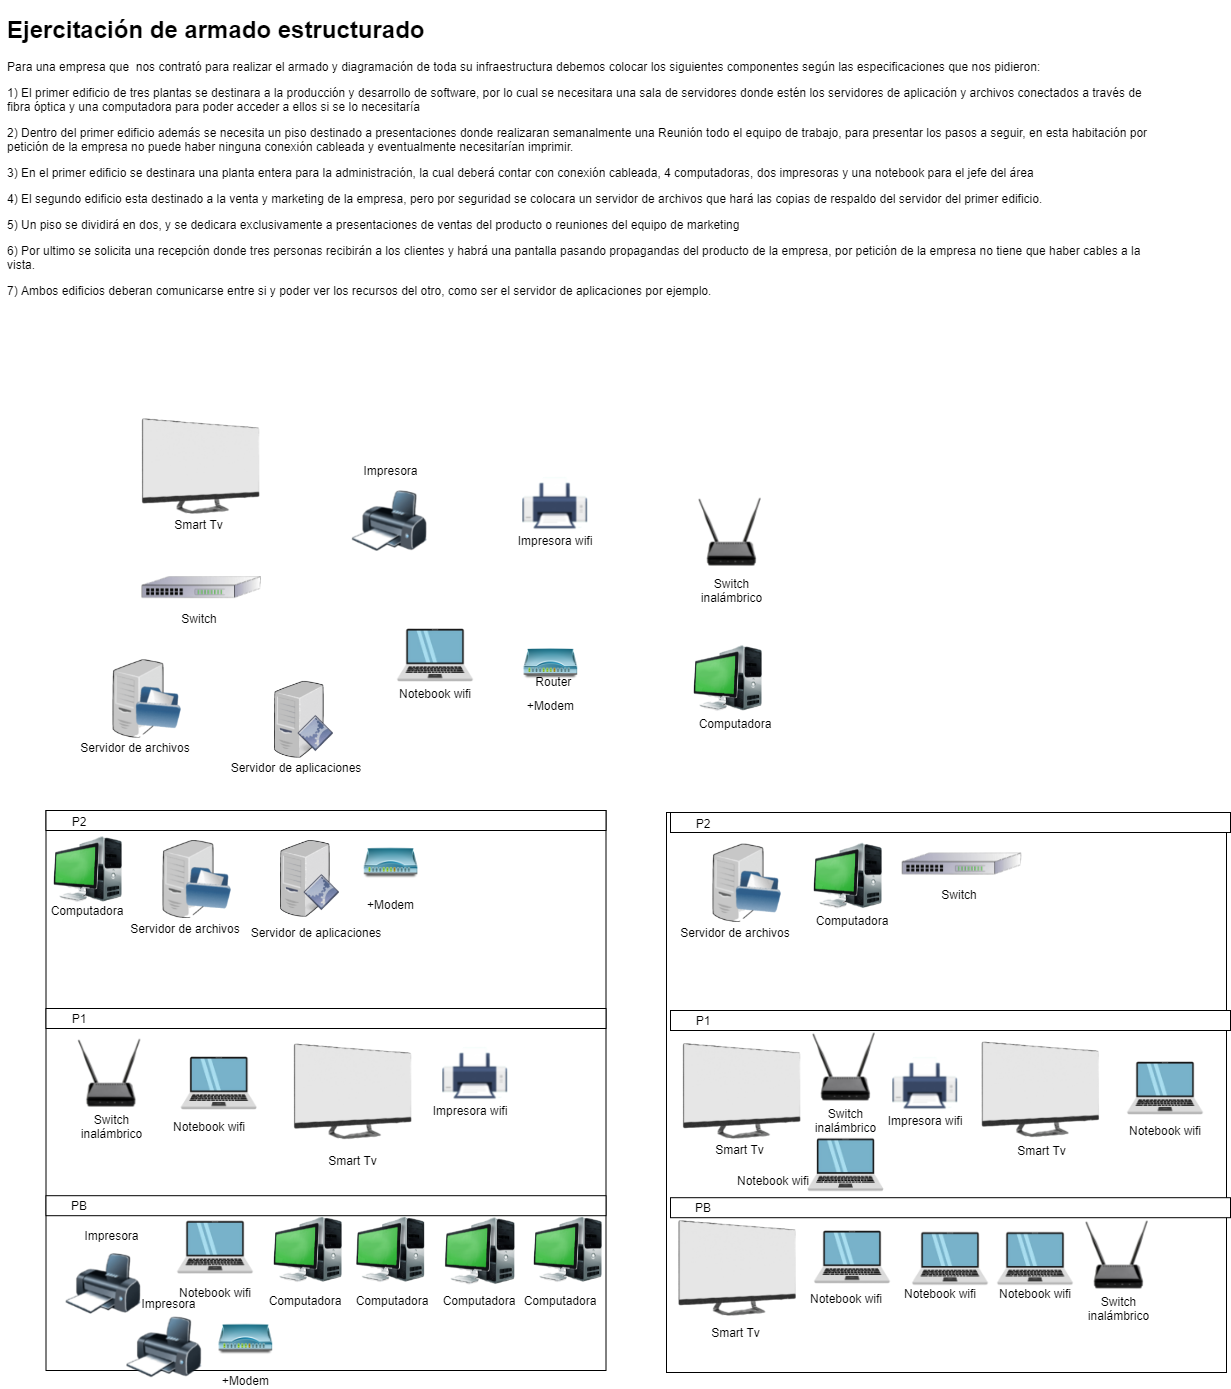 Ejercitación de armado estructurado
Para una empresa que  nos contrató para realizar el armado y diagramación de toda su infraestructura debemos colocar los siguientes componentes según las especificaciones que nos pidieron:
1) El primer edificio de tres plantas se destinara a la producción y desarrollo de software, por lo cual se necesitara una sala de servidores donde estén los servidores de aplicación y archivos conectados a través de
fibra óptica y una computadora para poder acceder a ellos si se lo necesitaría
2) Dentro del primer edificio además se necesita un piso destinado a presentaciones donde realizaran semanalmente una Reunión todo el equipo de trabajo, para presentar los pasos a seguir, en esta habitación por
petición de la empresa no puede haber ninguna conexión cableada y eventualmente necesitarían imprimir.
3) En el primer edificio se destinara una planta entera para la administración, la cual deberá contar con conexión cableada, 4 computadoras, dos impresoras y una notebook para el jefe del área
4) El segundo edificio esta destinado a la venta y marketing de la empresa, pero por seguridad se colocara un servidor de archivos que hará las copias de respaldo del servidor del primer edificio.
5) Un piso se dividirá en dos, y se dedicara exclusivamente a presentaciones de ventas del producto o reuniones del equipo de marketing
6) Por ultimo se solicita una recepción donde tres personas recibirán a los clientes y habrá una pantalla pasando propagandas del producto de la empresa, por petición de la empresa no tiene que haber cables a la
vista.
7) Ambos edificios deberan comunicarse entre si y poder ver los recursos del otro, como ser el servidor de aplicaciones por ejemplo.
Impresora
Smart Tv
Impresora wifi
Switch
inalámbrico
Switch
Notebook wifi
Router
+Modem
Computadora
Servidor de archivos
Servidor de aplicaciones
P2
Computadora
Servidor de archivos
Servidor de aplicaciones
+Modem
P1
Switch
inalámbrico
Notebook wifi
Smart Tv
Impresora wifi
PB
Impresora
Notebook wifi
Impresora
Computadora
Computadora
Computadora
Computadora
+Modem
P2
Servidor de archivos
Computadora
Switch
P1
Smart Tv
Switch
inalámbrico
Impresora wifi
Smart Tv
Notebook wifi
Notebook wifi
PB
Smart Tv
Notebook wifi
Notebook wifi
Notebook wifi
Switch
inalámbrico